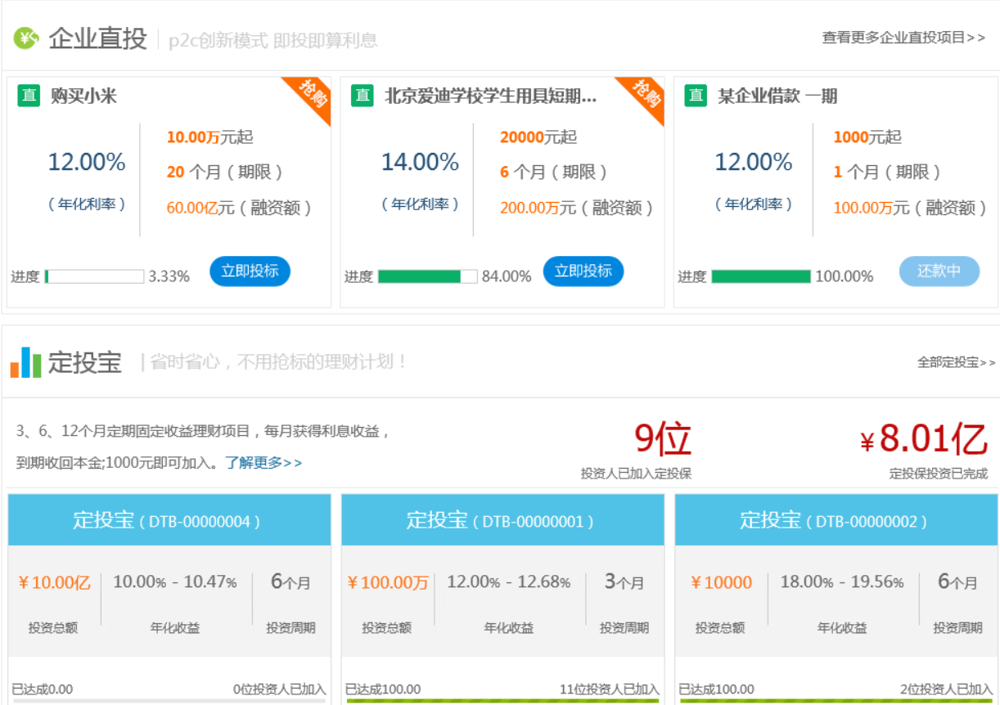 企业直投 p2c创新模式 即投即算利息 查看更多企业直投项目>>
直 购买小米 抢购
12.00%
(年化利率)
10.00万元起
20 个月(期限)
60.00亿元(融资额)
进度 3.33% 立即投标
直 北京爱迪学校学生用具短期... 抢购
14.00%
(年化利率)
20000元起
6 个月(期限)
200.00万元(融资额)
进度 84.00% 立即投标
直 某企业借款 一期
12.00%
(年化利率)
1000元起
1 个月(期限)
100.00万元(融资额)
进度 100.00% 还款中
定投宝 |省时省心,不用抢标的理财计划! 全部定投宝>>
3、6、12个月定期固定收益理财项目,每月获得利息收益,
到期收回本金;1000元即可加入。了解更多>>
9位
投资人已加入定投保
¥8.01亿
定投保投资已完成
定投宝(DTB-00000004)
¥10.00亿 10.00% - 10.47% 6个月
投资总额 年化收益 投资周期
已达成0.00 0位投资人已加入
定投宝(DTB-00000001)
¥100.00万 12.00% - 12.68% 3个月
投资总额 年化收益 投资周期
已达成100.00 11位投资人已加入
定投宝(DTB-00000002)
¥10000 18.00% - 19.56% 6个月
投资总额 年化收益 投资周期
已达成100.00 2位投资人已加入